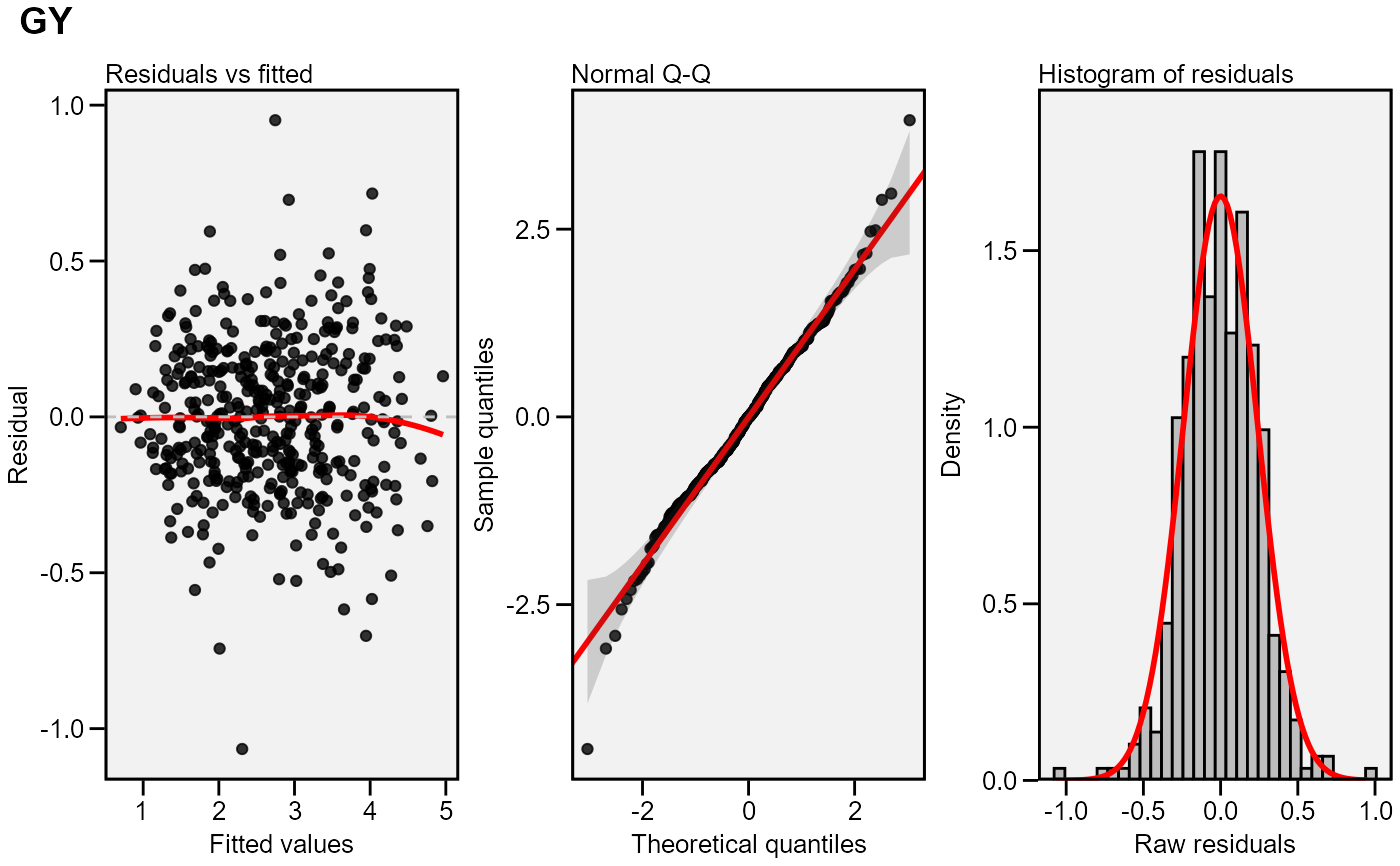 GY
Residuals vs fitted
Residual
1.0
0.5
0.0
-0.5
-1.0
1 2 3 4 5
Fitted values
Normal Q-Q
Sample quantiles
2.5
0.0
-2.5
-2 0 2
Theoretical quantiles
Histogram of residuals
Density
1.5
1.0
0.5
0.0
-1.0 -0.5 0.0 0.5 1.0
Raw residuals